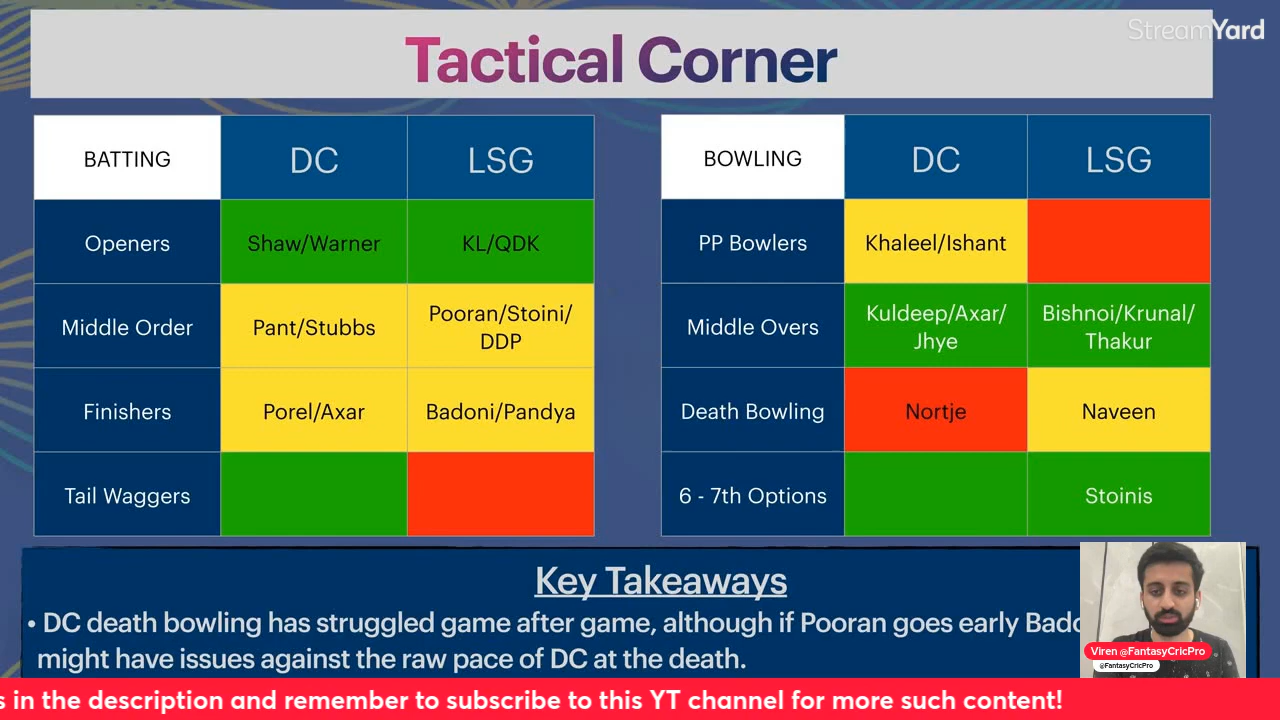 StreamYard
Tactical Corner
BATTING DC LSG
Openers Shaw/Warner KL/QDK
Middle Order Pant/Stubbs Pooran/Stoini/
DDP
Finishers Porel/Axar Badoni/Pandya
Tail Waggers
BOWLING DC LSG
PP Bowlers Khaleel/Ishant
Middle Overs Kuldeep/Axar/ Bishnoi/Krunal/
Jhye Thakur
Death Bowling Nortje Naveen
6 - 7th Options Stoinis
Key Takeaways
• DC death bowling has struggled game after game, although if Pooran goes early
might have issues against the raw pace of DC at the death.
Viren @FantasyCricPro
@FantasyCricPro
in the description and remember to subscribe to this YT channel for more such content!